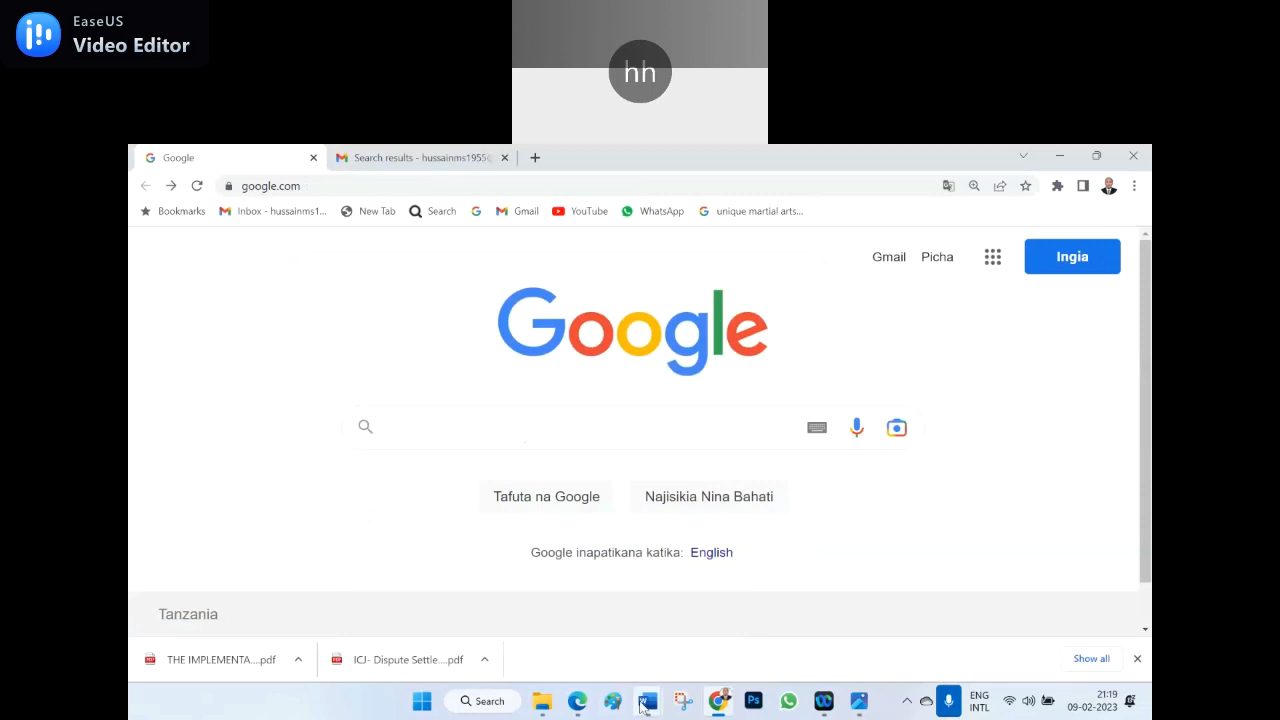 EaseUS
Video Editor
hh
Google
Search results - hussainms1955@
google.com
Bookmarks
Inbox - hussainms1...
New Tab
Search
Gmail
YouTube
WhatsApp
unique martial arts...
Gmail
Picha
Ingia
Google
Tafuta na Google
Najisikia Nina Bahati
Google inapatikana katika: English
Tanzania
THE IMPLEMENTA....pdf
ICJ- Dispute Settle....pdf
Show all
Search
W
Ps
ENG
INTL
21:19
09-02-2023